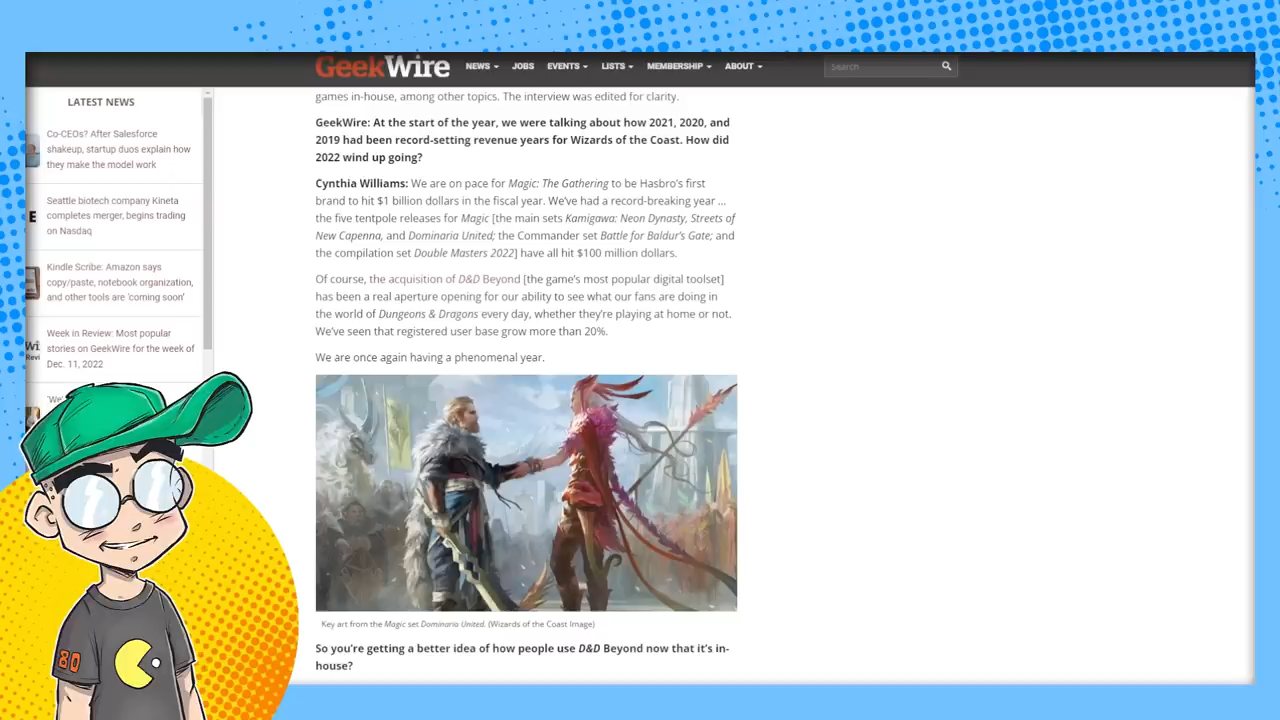 GeekWire NEWS JOBS EVENTS LISTS MEMBERSHIP ABOUT Search
LATEST NEWS
Co-CEOs? After Salesforce
shakeup, startup duos explain how
they make the model work
E
Seattle biotech company Kineta
completes merger, begins trading
on Nasdaq
Kindle Scribe: Amazon says
copy/paste, notebook organization,
and other tools are 'coming soon'
Week in Review: Most popular
stories on GeekWire for the week of
Dec. 11, 2022
games in-house, among other topics. The interview was edited for clarity.
GeekWire: At the start of the year, we were talking about how 2021, 2020, and
2019 had been record-setting revenue years for Wizards of the Coast. How did
2022 wind up going?
Cynthia Williams: We are on pace for Magic: The Gathering to be Hasbro's first
brand to hit $1 billion dollars in the fiscal year. We've had a record-breaking year ...
the five tentpole releases for Magic [the main sets Kamigawa: Neon Dynasty, Streets of
New Capenna, and Dominaria United; the Commander set Battle for Baldur's Gate; and
the compilation set Double Masters 2022] have all hit $100 million dollars.
Of course, the acquisition of D&D Beyond [the game's most popular digital toolset]
has been a real aperture opening for our ability to see what our fans are doing in
the world of Dungeons & Dragons every day, whether they're playing at home or not.
We've seen that registered user base grow more than 20%.
We are once again having a phenomenal year.
Key art from the Magic set Dominaria United. (Wizards of the Coast Image)
So you're getting a better idea of how people use D&D Beyond now that it's in-
house?
80